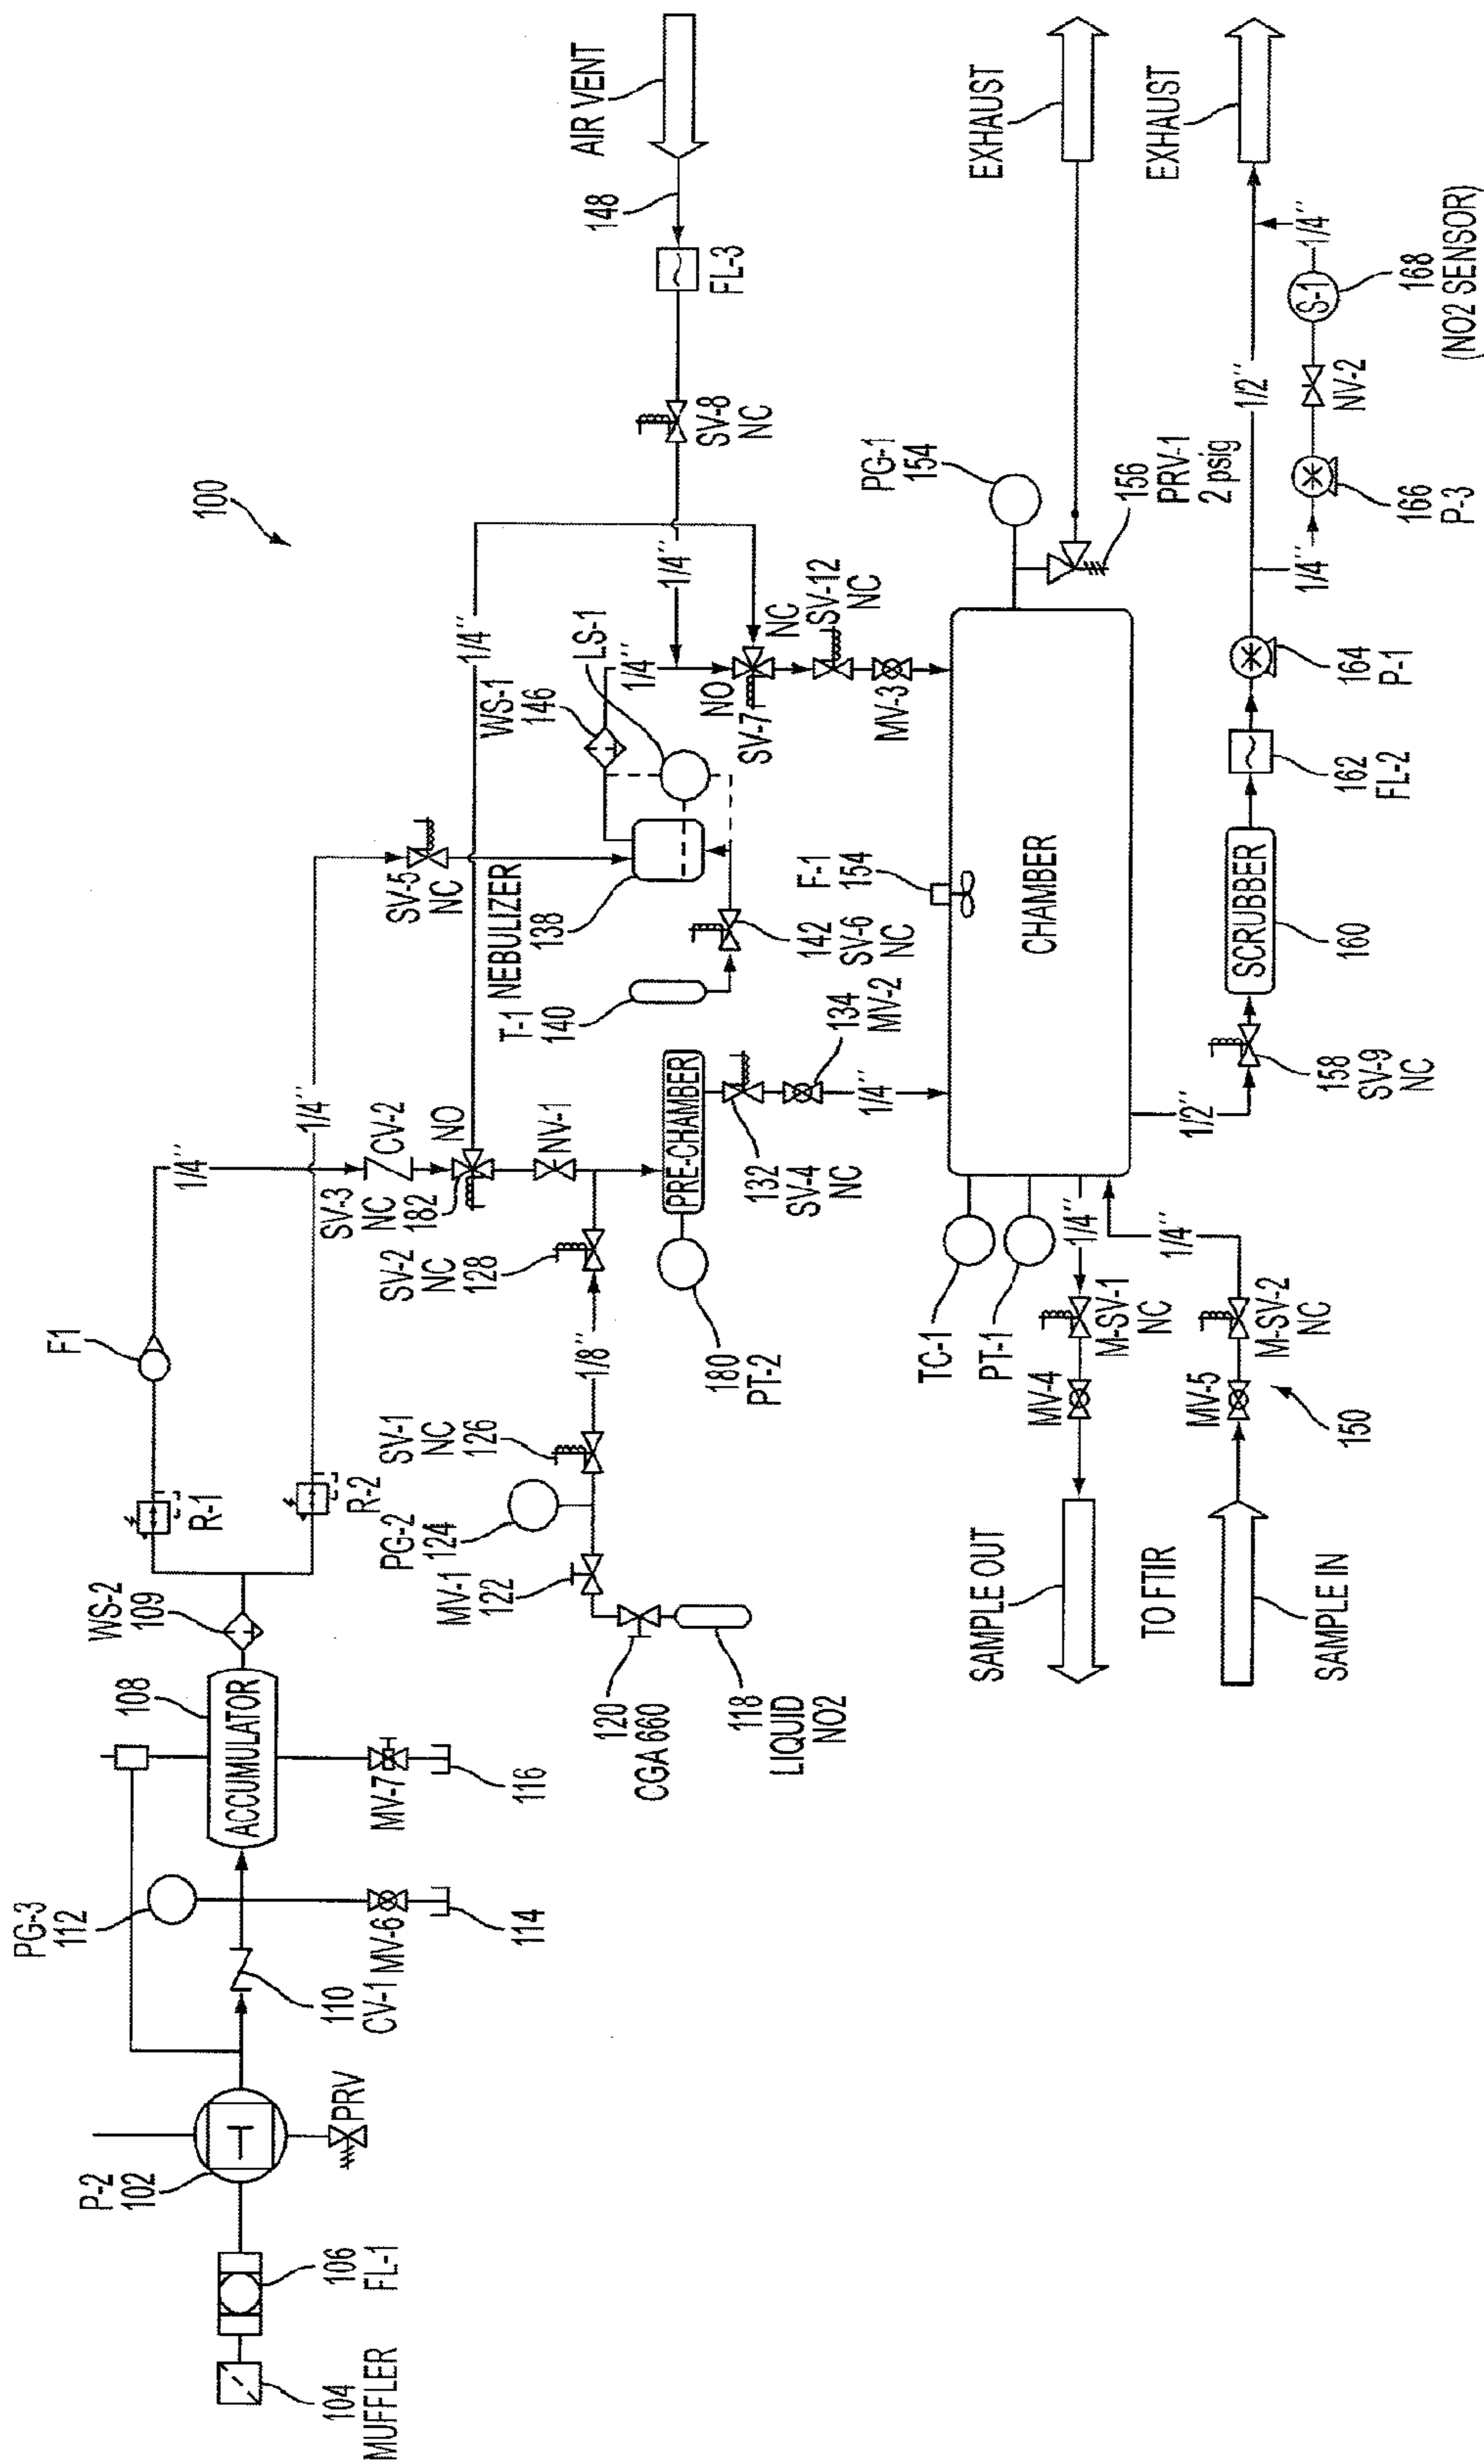 100
P-2
102
PRV
104
MUFFLER
106
FL-1
T
PG-3
112
110
CV-1
MV-6
114
108
ACCUMULATOR
MV-7
116
WS-2
109
R-1
R-2
F1
1/4"
1/4"
CV-2
SV-3
NC
182
NO
NV-1
SV-2
NC
128
1/8"
SV-1
NC
126
PG-2
124
MV-1
122
120
CGA 660
118
LIQUID
NO2
PRE-CHAMBER
180
PT-2
132
SV-4
NC
134
MV-2
1/4"
SV-5
NC
NEBULIZER
138
T-1
140
142
SV-6
NC
WS-1
146
LS-1
1/4"
1/4"
1/4"
NO
SV-7
NC
SV-12
NC
MV-3
SV-8
NC
FL-3
148
AIR VENT
CHAMBER
F-1
154
PG-1
154
156
PRV-1
2 psig
EXHAUST
EXHAUST
TC-1
PT-1
1/4"
M-SV-1
NC
MV-4
SAMPLE OUT
TO FTIR
SAMPLE IN
MV-5
M-SV-2
NC
1/4"
150
1/2"
158
SV-9
NC
SCRUBBER
160
162
FL-2
164
P-1
1/2"
1/4"
166
P-3
NV-2
S-1
1/4"
168
(NO2 SENSOR)